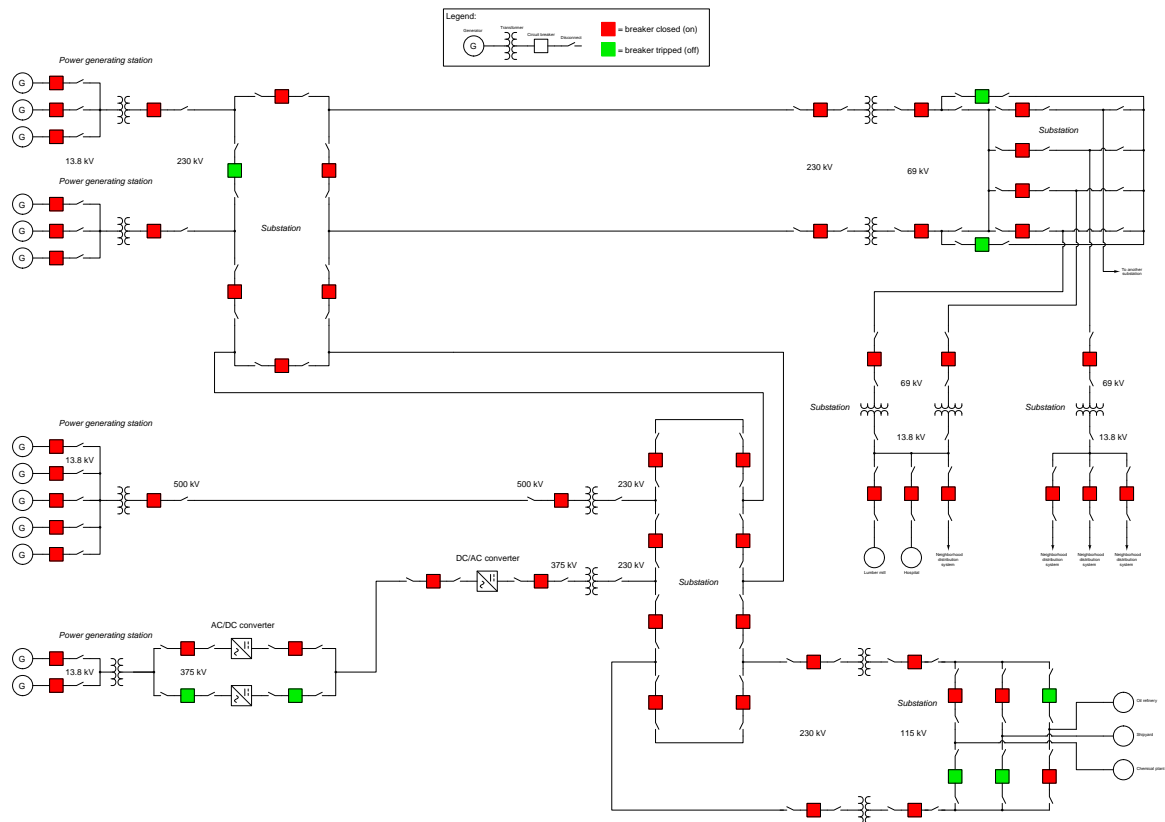 Legend:
Generator
Transformer
Circuit breaker
Disconnect
G
= breaker closed (on)
= breaker tripped (off)
Power generating station
G
G
G
13.8 kV
230 kV
230 kV
69 kV
Substation
Power generating station
G
G
G
Substation
To another
substation
69 kV
69 kV
Substation
Substation
13.8 kV
13.8 kV
Power generating station
G
G
G
G
G
13.8 kV
500 kV
500 kV
230 kV
Lumber mill
Hospital
Neighborhood
distribution
system
Neighborhood
distribution
system
Neighborhood
distribution
system
Neighborhood
distribution
system
DC/AC converter
375 kV
230 kV
Substation
Power generating station
G
G
13.8 kV
AC/DC converter
375 kV
230 kV
Substation
115 kV
Oil refinery
Shipyard
Chemical plant